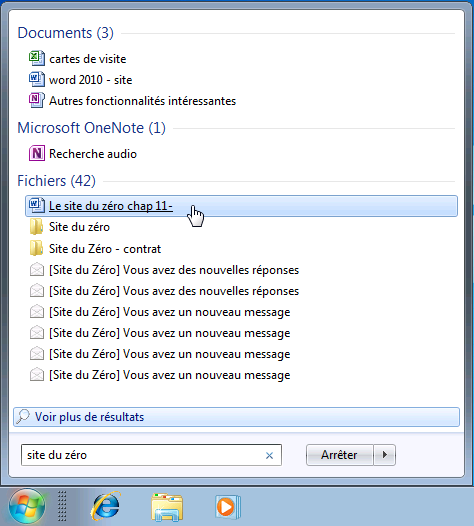 Documents (3)
cartes de visite
word 2010 - site
Autres fonctionnalités intéressantes
Microsoft OneNote (1)
Recherche audio
Fichiers (42)
Le site du zéro chap 11-
Site du zéro
Site du Zéro - contrat
[Site du Zéro] Vous avez des nouvelles réponses
[Site du Zéro] Vous avez des nouvelles réponses
[Site du Zéro] Vous avez un nouveau message
[Site du Zéro] Vous avez un nouveau message
[Site du Zéro] Vous avez un nouveau message
[Site du Zéro] Vous avez un nouveau message
Voir plus de résultats
site du zéro
Arrêter